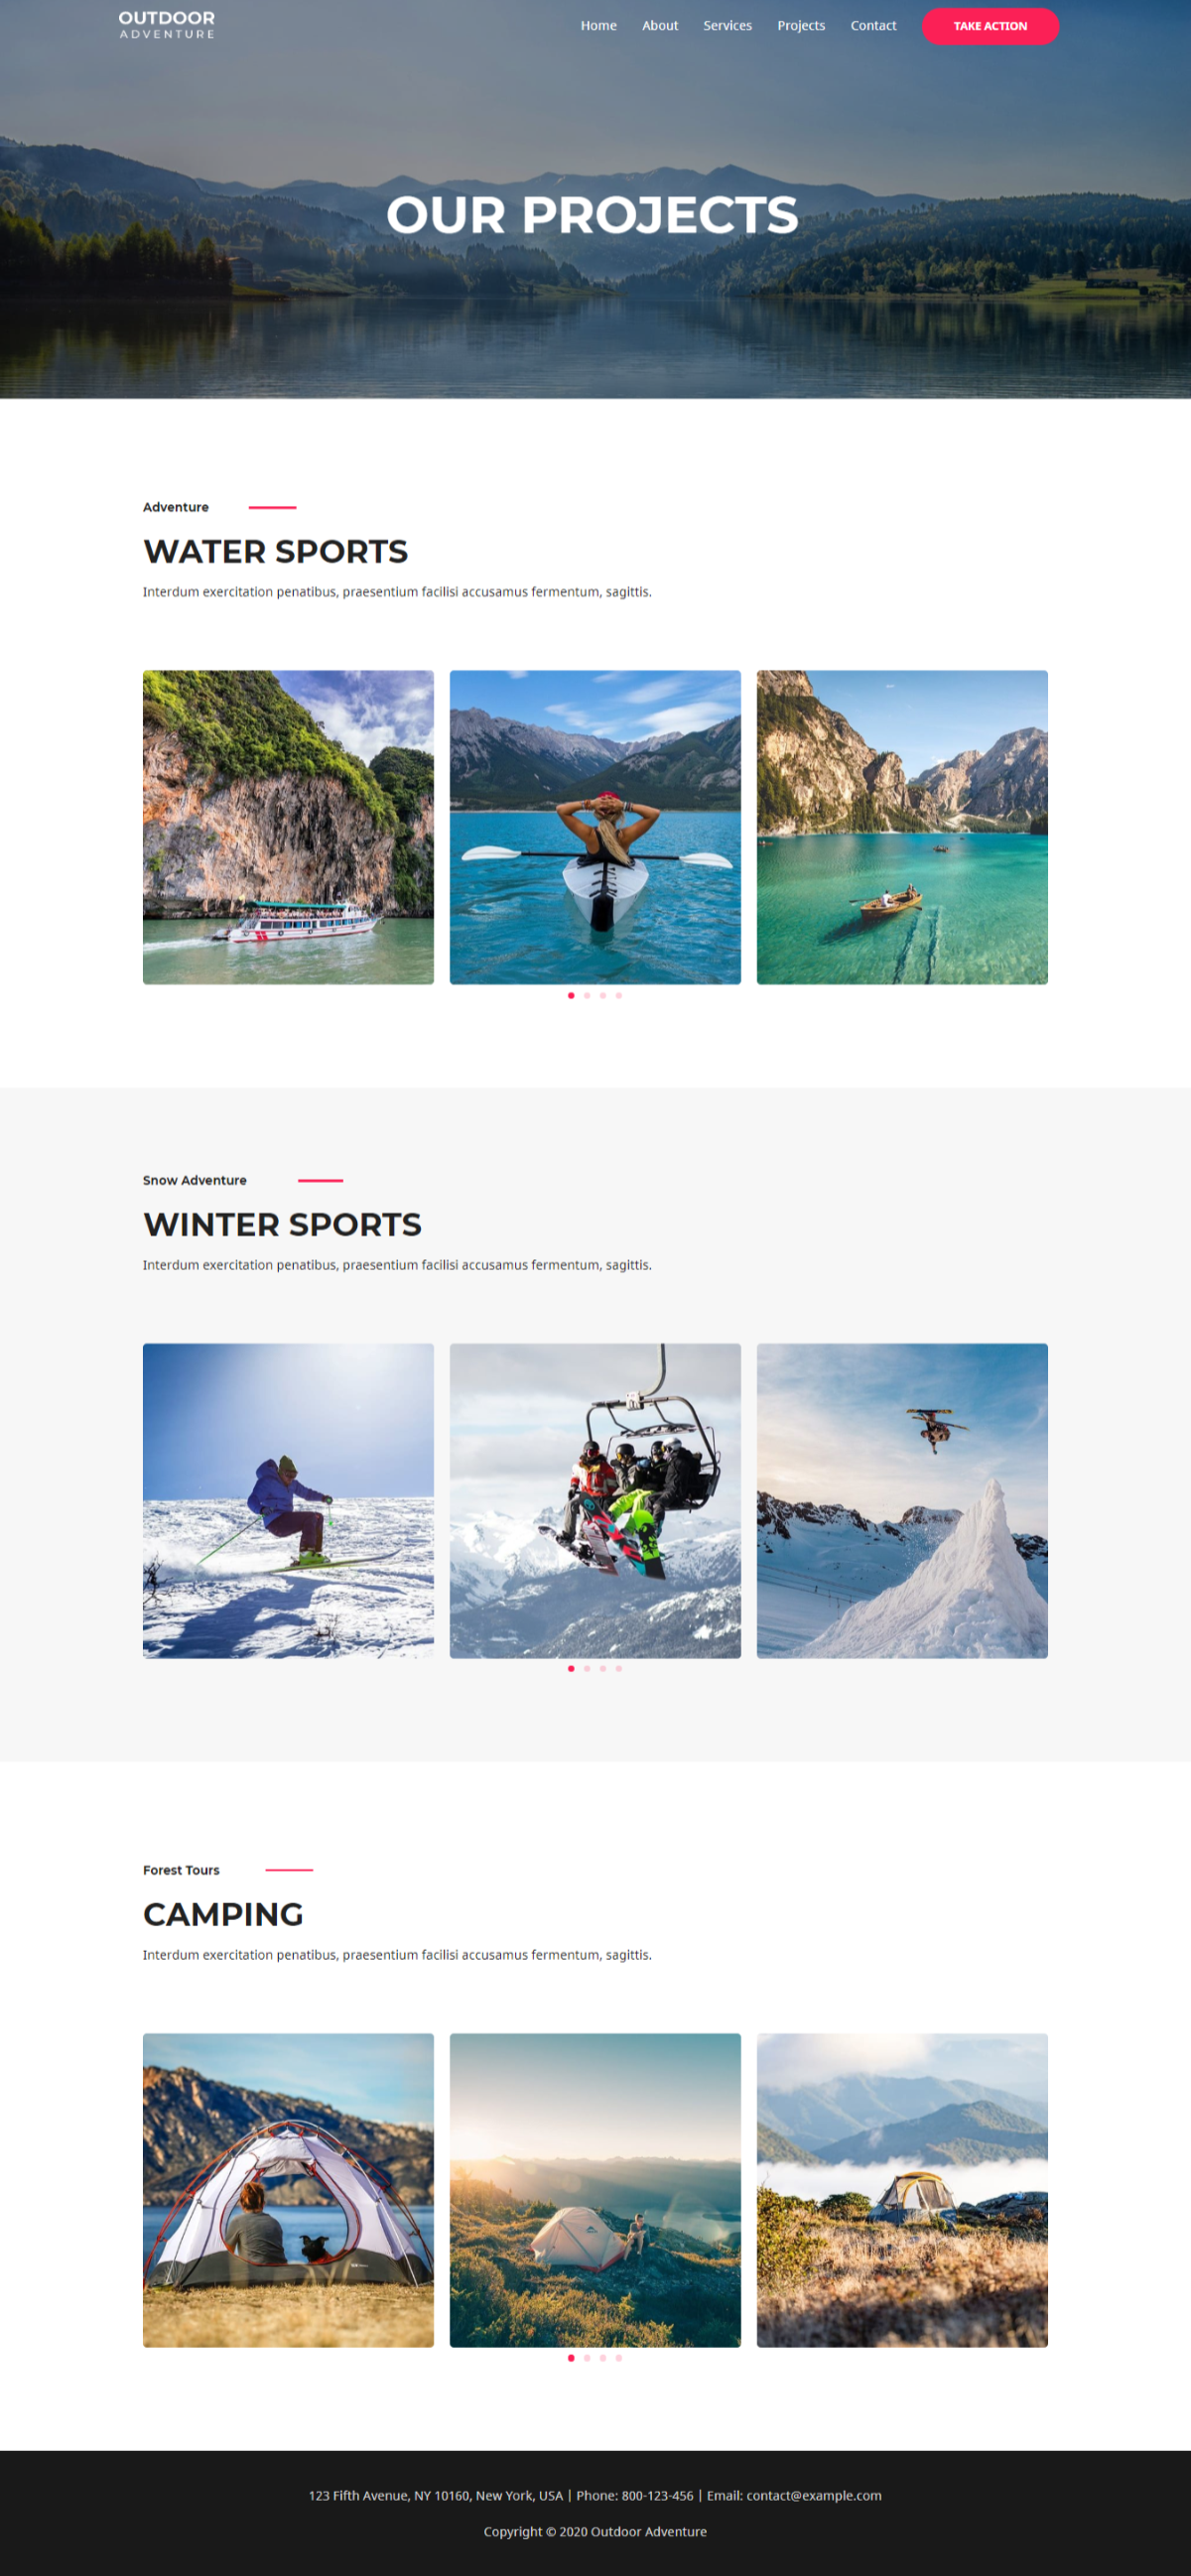 OUTDOOR
ADVENTURE
Home About Services Projects Contact TAKE ACTION
OUR PROJECTS
Adventure
WATER SPORTS
Interdum exercitation penatibus, praesentium facilisi accusamus fermentum, sagittis.
Snow Adventure
WINTER SPORTS
Interdum exercitation penatibus, praesentium facilisi accusamus fermentum, sagittis.
Forest Tours
CAMPING
Interdum exercitation penatibus, praesentium facilisi accusamus fermentum, sagittis.
123 Fifth Avenue, NY 10160, New York, USA | Phone: 800-123-456 | Email: contact@example.com
Copyright © 2020 Outdoor Adventure